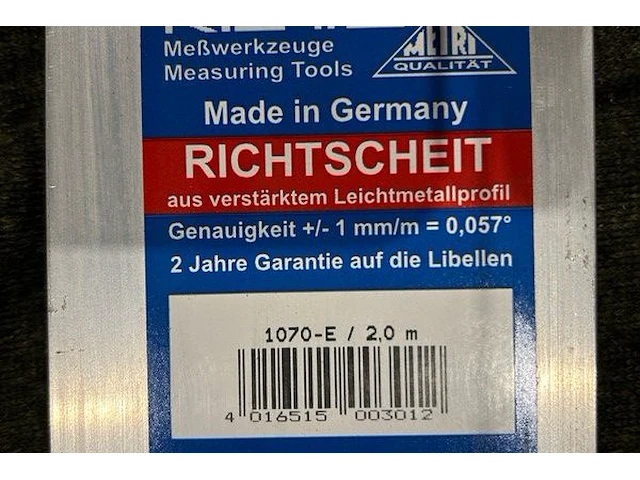 Meßwerkzeuge
Measuring Tools
METRI
QUALITÄT
Made in Germany
RICHTSCHEIT
aus verstärktem Leichtmetallprofil
Genauigkeit +/- 1 mm/m = 0,057°
2 Jahre Garantie auf die Libellen
1070-E / 2,0 m
4 016515 003012